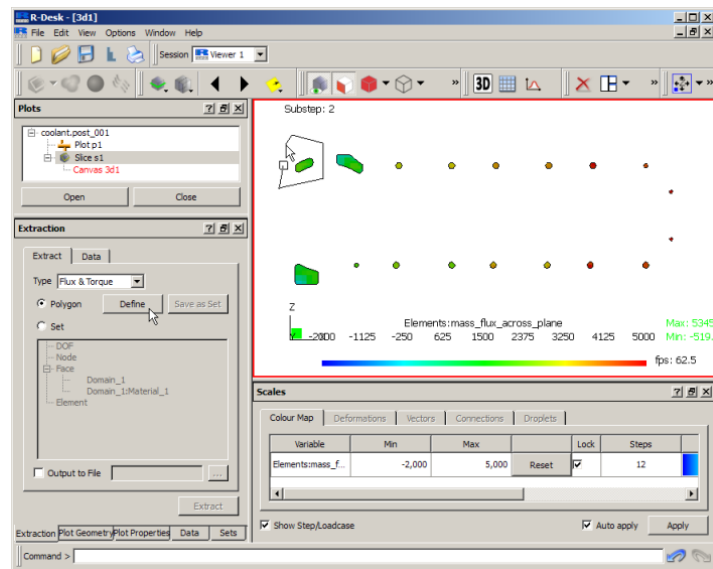 R-Desk - [3d1]
File Edit View Options Window Help
Session Viewer 1
» 3D » »
Plots
coolant.post_001
Plot p1
Slice s1
Canvas 3d1
Open Close
Extraction
Extract Data
Type Flux & Torque
Polygon Define Save as Set
Set
DOF
Node
Face
Domain_1
Domain_1:Material_1
Element
Output to File ...
Extract
Extraction Plot Geometry Plot Properties Data Sets
Substep: 2
Z
Elements:mass_flux_across_plane
Max: 5345
-2000 -1125 -250 625 1500 2375 3250 4125 5000 Min: -519.
fps: 62.5
Scales
Colour Map Deformations Vectors Connections Droplets
Variable Min Max Lock Steps
Elements:mass_f... -2,000 5,000 Reset 12
Show Step/Loadcase Auto apply Apply
Command >